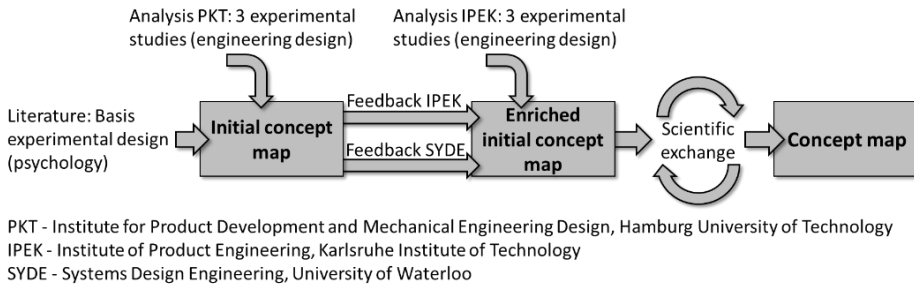 Analysis PKT: 3 experimental
studies (engineering design)
Analysis IPEK: 3 experimental
studies (engineering design)
Literature: Basis
experimental design
(psychology)
Initial concept
map
Feedback IPEK
Feedback SYDE
Enriched
initial concept
map
Scientific
exchange
Concept map
PKT - Institute for Product Development and Mechanical Engineering Design, Hamburg University of Technology
IPEK - Institute of Product Engineering, Karlsruhe Institute of Technology
SYDE - Systems Design Engineering, University of Waterloo